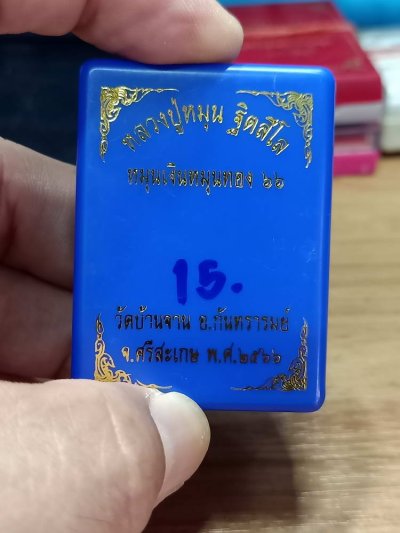 หลวงปู่หมุน ฐิตสีโล
หมุนเงินหมุนทอง ๖๖
15.
วัดบ้านจาน อ.กันทรารมย์
จ.ศรีสะเกษ พ.ศ.๒๕๖๖